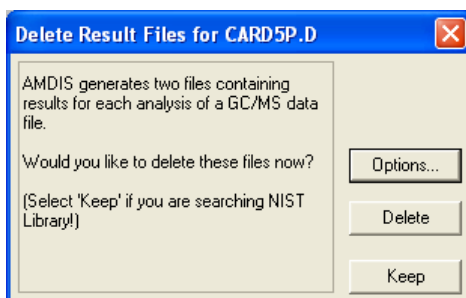 Delete Result Files for CARD5P.D
AMDIS generates two files containing
results for each analysis of a GC/MS data
file.
Would you like to delete these files now?
(Select 'Keep' if you are searching NIST
Library!)
Options...
Delete
Keep